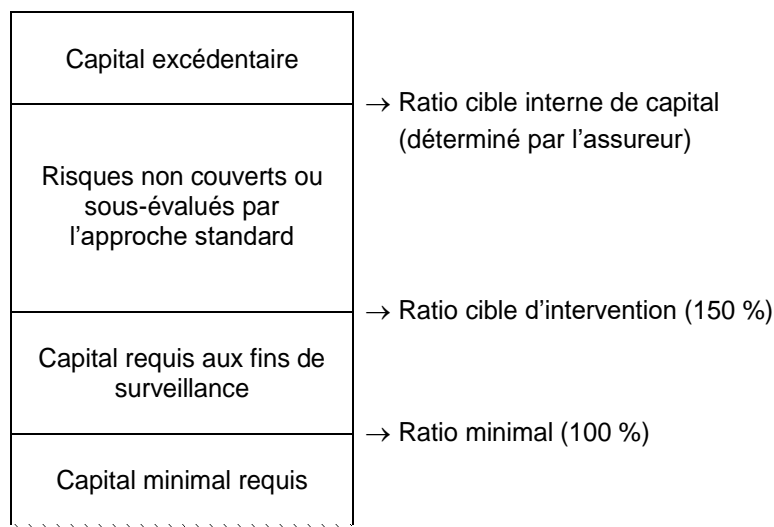 Capital excédentaire
→ Ratio cible interne de capital
(déterminé par l’assureur)
Risques non couverts ou
sous-évalués par
l’approche standard
→ Ratio cible d’intervention (150 %)
Capital requis aux fins de
surveillance
→ Ratio minimal (100 %)
Capital minimal requis